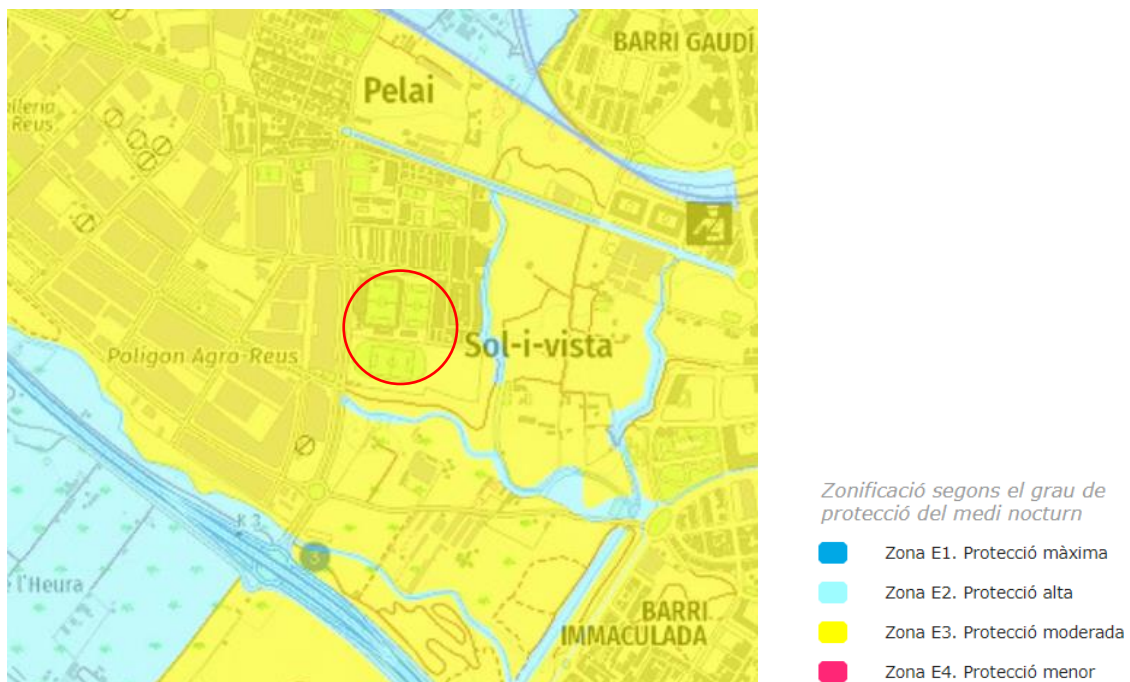 BARRI GAUDÍ
Pelai
elleria
Reus
Sol-i-vista
Polígon Agro-Reus
K 3
l'Heura
BARRI
IMMACULADA
Zonificació segons el grau de
protecció del medi nocturn
Zona E1. Protecció màxima
Zona E2. Protecció alta
Zona E3. Protecció moderada
Zona E4. Protecció menor